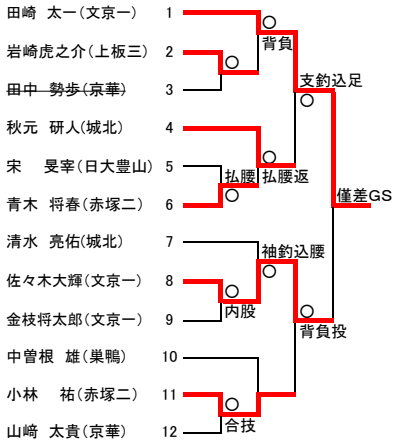 田崎 太一(文京一) 1
背負
岩崎虎之介(上板三) 2
支釣込足
田中 勢歩(京華) 3
秋元 研人(城北) 4
宋 旻宰(日大豊山) 5
払腰 払腰返
青木 将春(赤塚二) 6
僅差GS
清水 亮佑(城北) 7
袖釣込腰
佐々木大輝(文京一) 8
内股
金枝将太郎(文京一) 9
背負投
中曽根 雄(巣鴨) 10
小林 祐(赤塚二) 11
合技
山﨑 太貴(京華) 12